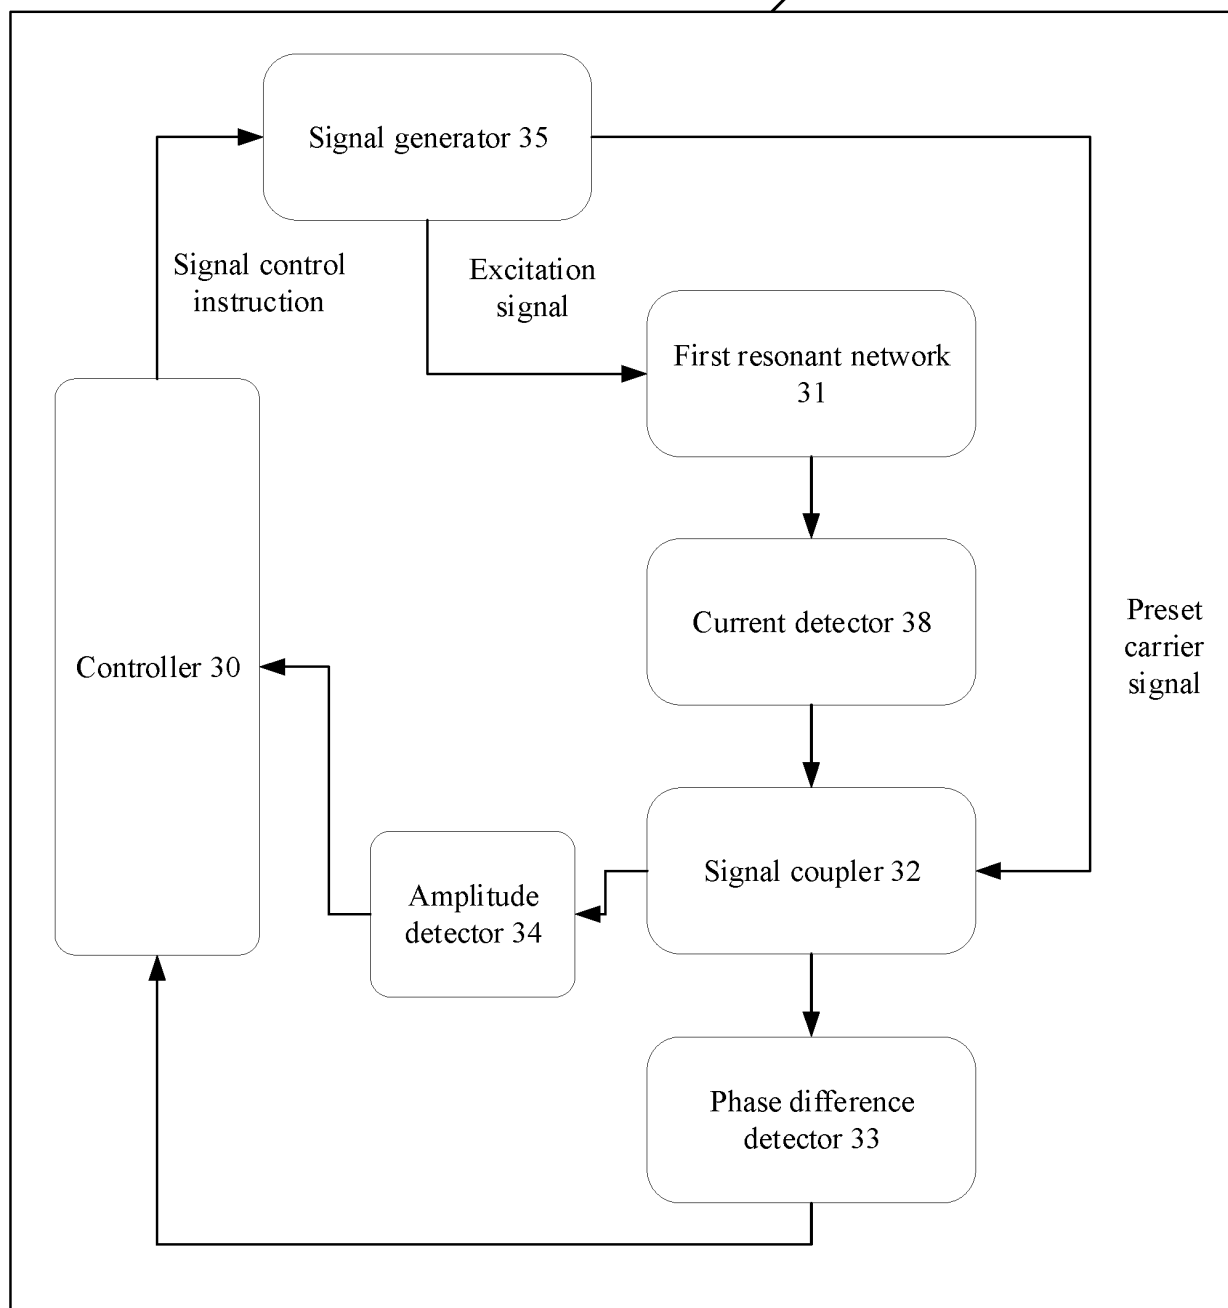 Signal generator 35
Signal control
instruction
Excitation
signal
First resonant network
31
Current detector 38
Preset
carrier
signal
Controller 30
Signal coupler 32
Amplitude
detector 34
Phase difference
detector 33